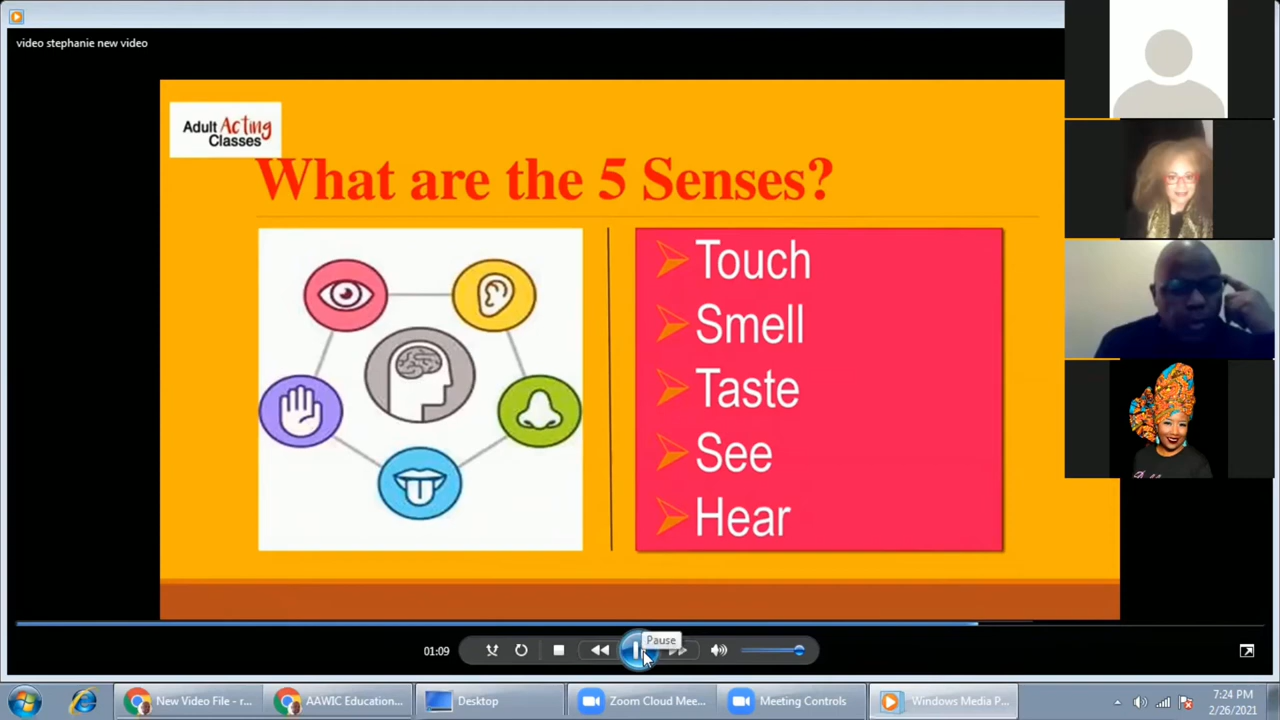 video stephanie new video
Adult Acting
Classes
What are the 5 Senses?
Touch
Smell
Taste
See
Hear
01:09
Pause
New Video File - r...
AAWIC Education...
Desktop
Zoom Cloud Mee...
Meeting Controls
Windows Media P...
7:24 PM
2/26/2021